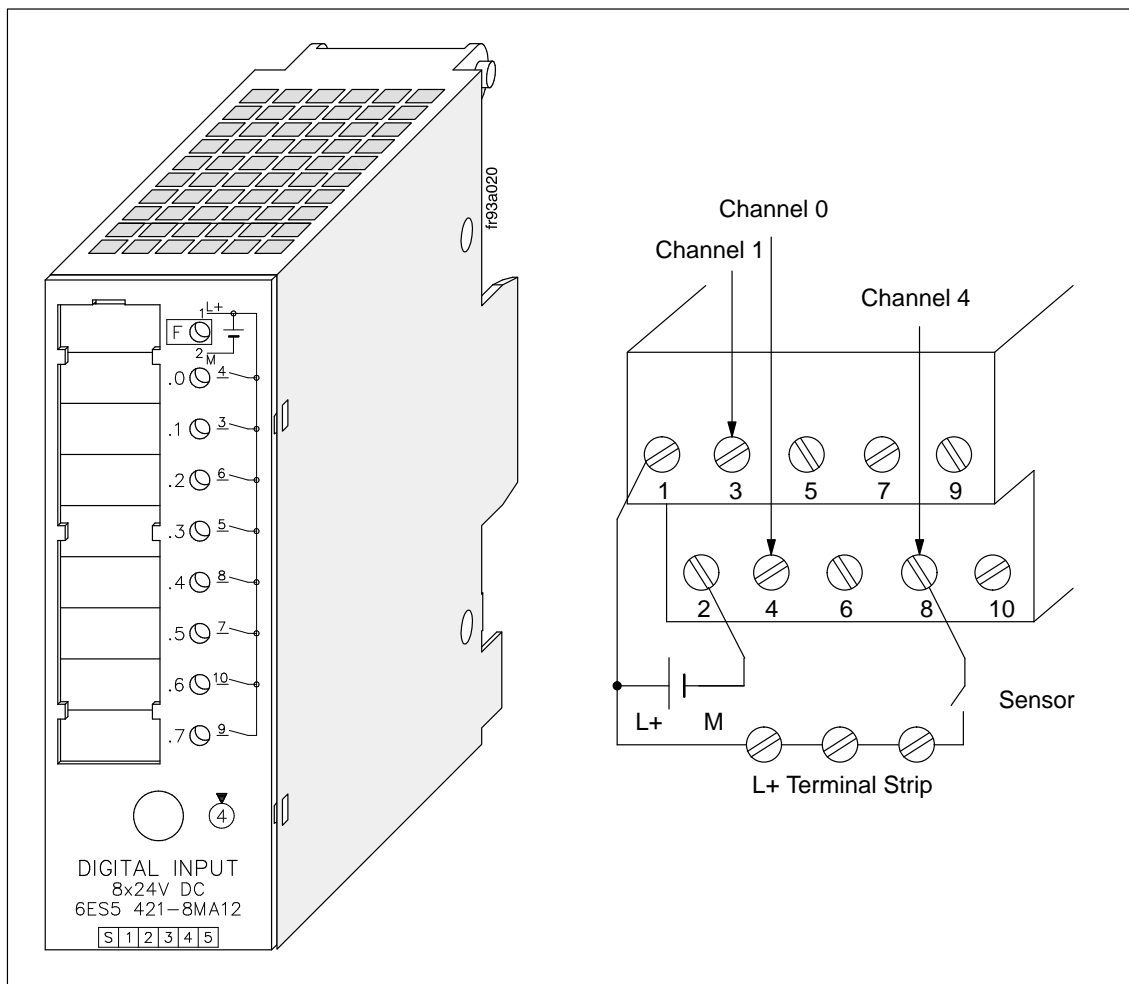 fr93a020
1 L+
F
2 M
.0 4
.1 3
.2 6
.3 5
.4 8
.5 7
.6 10
.7 9
4
DIGITAL INPUT
8x24V DC
6ES5 421-8MA12
S 1 2 3 4 5
Channel 0
Channel 1
Channel 4
1 3 5 7 9
2 4 6 8 10
Sensor
L+ M
L+ Terminal Strip